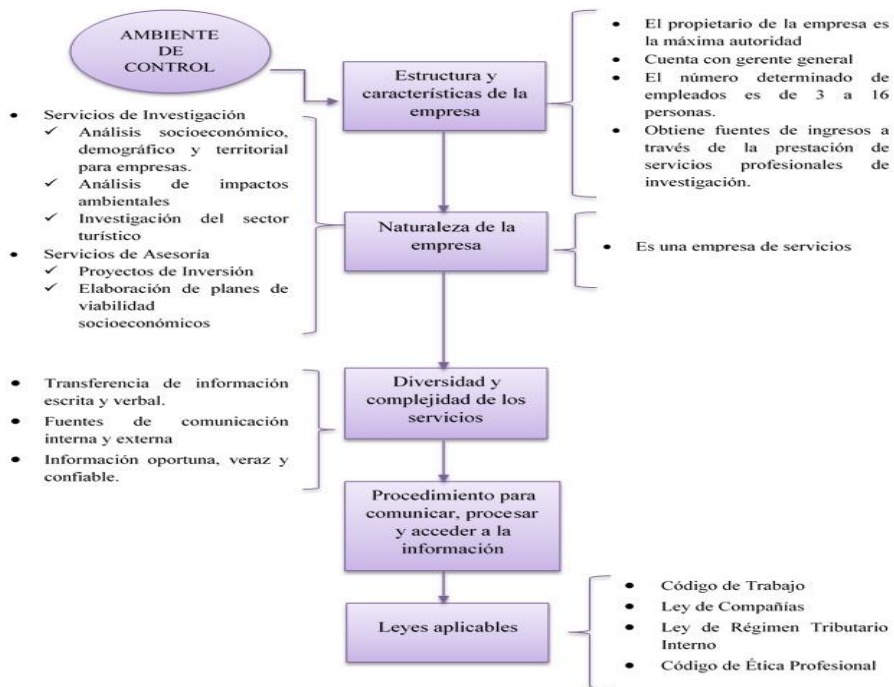 AMBIENTE
DE
CONTROL
Estructura y
características de la
empresa
• El propietario de la empresa es
la máxima autoridad
• Cuenta con gerente general
• El número determinado de
empleados es de 3 a 16
personas.
• Obtiene fuentes de ingresos a
través de la prestación de
servicios profesionales de
investigación.
• Servicios de Investigación
✓ Análisis socioeconómico,
demográfico y territorial
para empresas.
✓ Análisis de impactos
ambientales
✓ Investigación del sector
turístico
• Servicios de Asesoría
✓ Proyectos de Inversión
✓ Elaboración de planes de
viabilidad
socioeconómicos
Naturaleza de la
empresa
• Es una empresa de servicios
• Transferencia de información
escrita y verbal.
• Fuentes de comunicación
interna y externa
• Información oportuna, veraz y
confiable.
Diversidad y
complejidad de los
servicios
Procedimiento para
comunicar, procesar
y acceder a la
información
Leyes aplicables
• Código de Trabajo
• Ley de Compañías
• Ley de Régimen Tributario
Interno
• Código de Ética Profesional